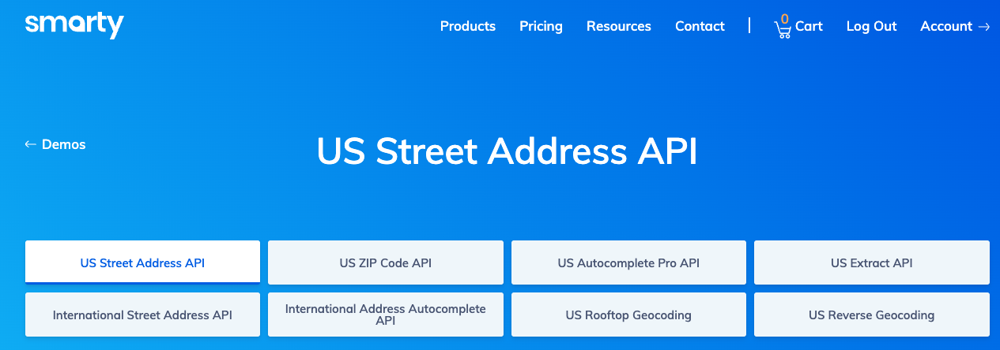 smarty
Products Pricing Resources Contact 0 Cart Log Out Account →
← Demos
US Street Address API
US Street Address API
US ZIP Code API
US Autocomplete Pro API
US Extract API
International Street Address API
International Address Autocomplete
API
US Rooftop Geocoding
US Reverse Geocoding